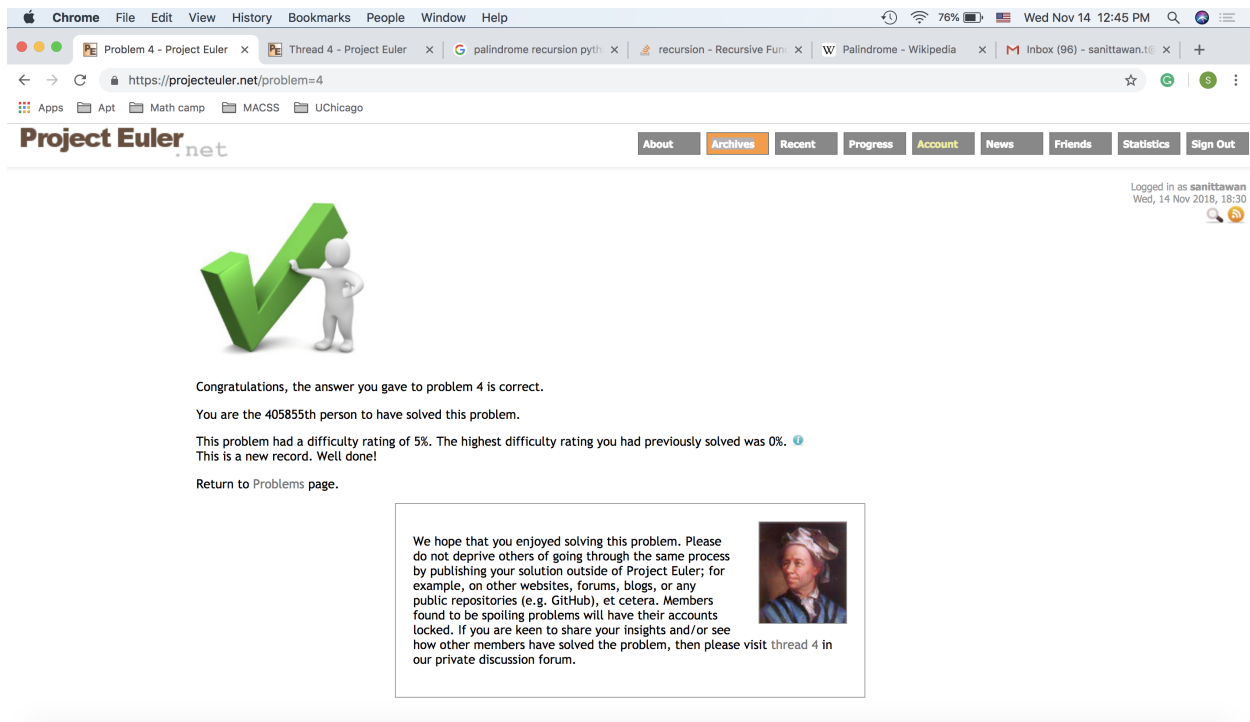 Chrome File Edit View History Bookmarks People Window Help 76% Wed Nov 14 12:45 PM
Problem 4 - Project Euler Thread 4 - Project Euler palindrome recursion pyth recursion - Recursive Fun Palindrome - Wikipedia Inbox (96) - sanittawan.t@
https://projecteuler.net/problem=4
Apps Apt Math camp MACSS UChicago
Project Euler.net
About Archives Recent Progress Account News Friends Statistics Sign Out
Logged in as sanittawan
Wed, 14 Nov 2018, 18:30
Congratulations, the answer you gave to problem 4 is correct.
You are the 405855th person to have solved this problem.
This problem had a difficulty rating of 5%. The highest difficulty rating you had previously solved was 0%.
This is a new record. Well done!
Return to Problems page.
We hope that you enjoyed solving this problem. Please
do not deprive others of going through the same process
by publishing your solution outside of Project Euler; for
example, on other websites, forums, blogs, or any
public repositories (e.g. GitHub), et cetera. Members
found to be spoiling problems will have their accounts
locked. If you are keen to share your insights and/or see
how other members have solved the problem, then please visit thread 4 in
our private discussion forum.